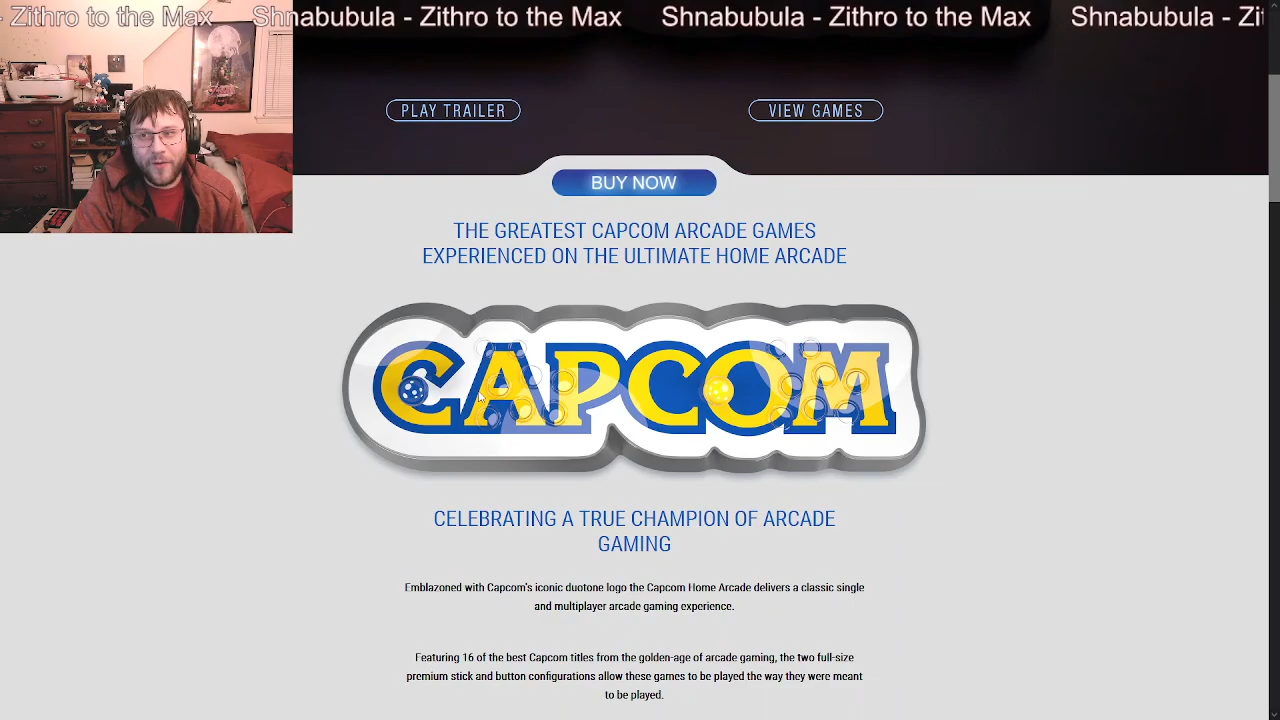 - Zithro to the Max Shnabubula - Zithro to the Max Shnabubula - Zithro to the Max Shnabubula - Zit
PLAY TRAILER
VIEW GAMES
BUY NOW
THE GREATEST CAPCOM ARCADE GAMES
EXPERIENCED ON THE ULTIMATE HOME ARCADE
CAPCOM
CELEBRATING A TRUE CHAMPION OF ARCADE
GAMING
Emblazoned with Capcom's iconic duotone logo the Capcom Home Arcade delivers a classic single
and multiplayer arcade gaming experience.
Featuring 16 of the best Capcom titles from the golden-age of arcade gaming, the two full-size
premium stick and button configurations allow these games to be played the way they were meant
to be played.